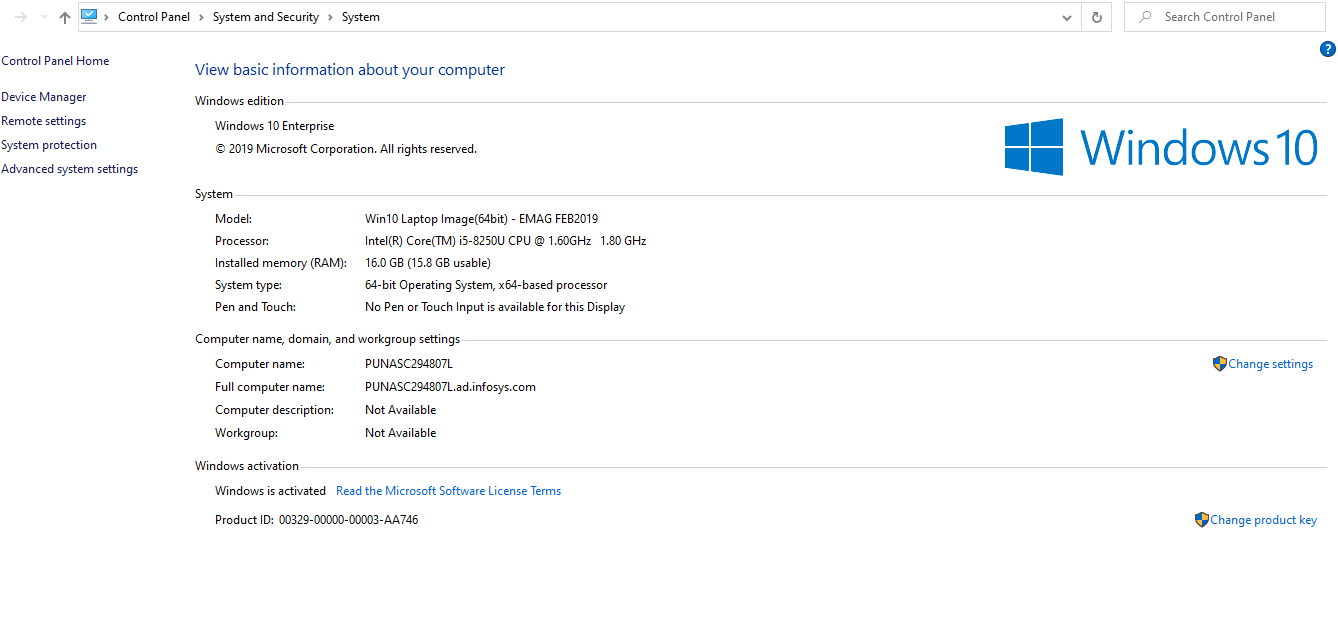 Control Panel › System and Security › System
Search Control Panel
?
Control Panel Home
Device Manager
Remote settings
System protection
Advanced system settings
View basic information about your computer
Windows edition
Windows 10 Enterprise
© 2019 Microsoft Corporation. All rights reserved.
Windows 10
System
Model: Win10 Laptop Image(64bit) - EMAG FEB2019
Processor: Intel(R) Core(TM) i5-8250U CPU @ 1.60GHz 1.80 GHz
Installed memory (RAM): 16.0 GB (15.8 GB usable)
System type: 64-bit Operating System, x64-based processor
Pen and Touch: No Pen or Touch Input is available for this Display
Computer name, domain, and workgroup settings
Computer name: PUNASC294807L
Change settings
Full computer name: PUNASC294807L.ad.infosys.com
Computer description: Not Available
Workgroup: Not Available
Windows activation
Windows is activated Read the Microsoft Software License Terms
Product ID: 00329-00000-00003-AA746
Change product key